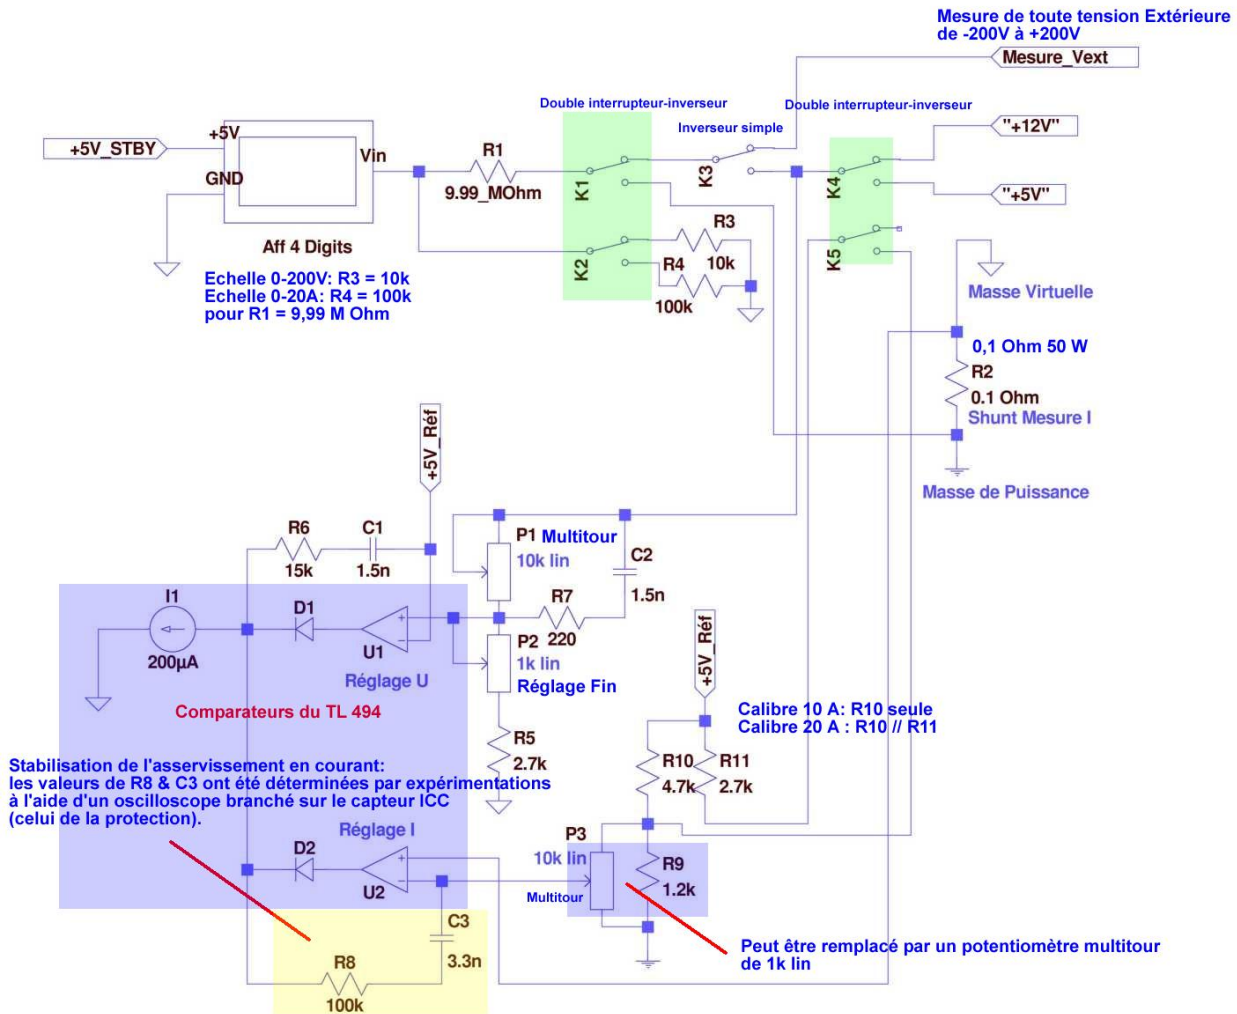 Mesure de toute tension Extérieure
de -200V à +200V
Mesure_Vext
Double interrupteur-inverseur
Double interrupteur-inverseur
Inverseur simple
+5V_STBY
+5V
GND
Vin
R1
9.99_MOhm
K1
K3
K4
"+12V"
"+5V"
Aff 4 Digits
K2
R3
10k
R4
100k
K5
Echelle 0-200V: R3 = 10k
Echelle 0-20A: R4 = 100k
pour R1 = 9,99 M Ohm
Masse Virtuelle
0,1 Ohm 50 W
R2
0.1 Ohm
Shunt Mesure I
Masse de Puissance
+5V_Réf
R6
15k
C1
1.5n
P1
Multitour
10k lin
C2
1.5n
I1
200µA
D1
U1
R7
220
P2
1k lin
Réglage U
Réglage Fin
+5V_Réf
Comparateurs du TL 494
Calibre 10 A: R10 seule
Calibre 20 A : R10 // R11
R5
2.7k
R10
4.7k
R11
2.7k
Stabilisation de l'asservissement en courant:
les valeurs de R8 & C3 ont été déterminées par expérimentations
à l'aide d'un oscilloscope branché sur le capteur ICC
(celui de la protection).
Réglage I
D2
U2
P3
10k lin
Multitour
R9
1.2k
C3
3.3n
R8
100k
Peut être remplacé par un potentiomètre multitour
de 1k lin